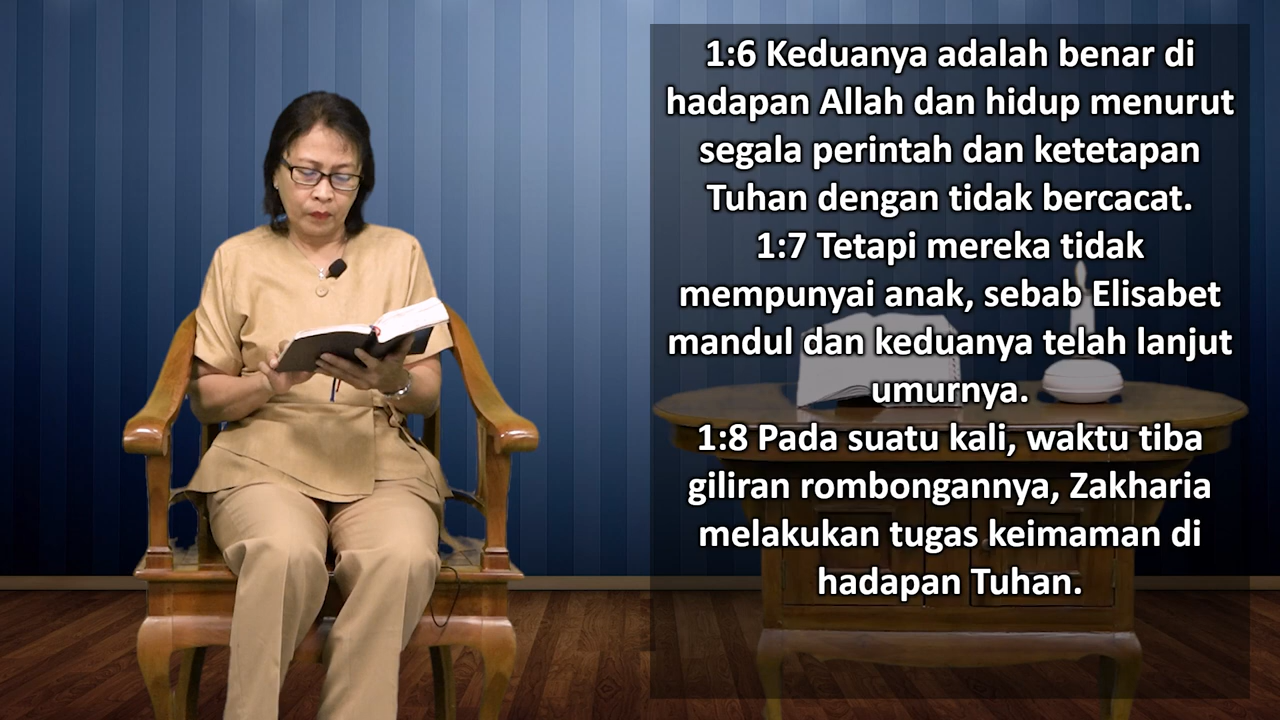 1:6 Keduanya adalah benar di
hadapan Allah dan hidup menurut
segala perintah dan ketetapan
Tuhan dengan tidak bercacat.
1:7 Tetapi mereka tidak
mempunyai anak, sebab Elisabet
mandul dan keduanya telah lanjut
umurnya.
1:8 Pada suatu kali, waktu tiba
giliran rombongannya, Zakharia
melakukan tugas keimaman di
hadapan Tuhan.